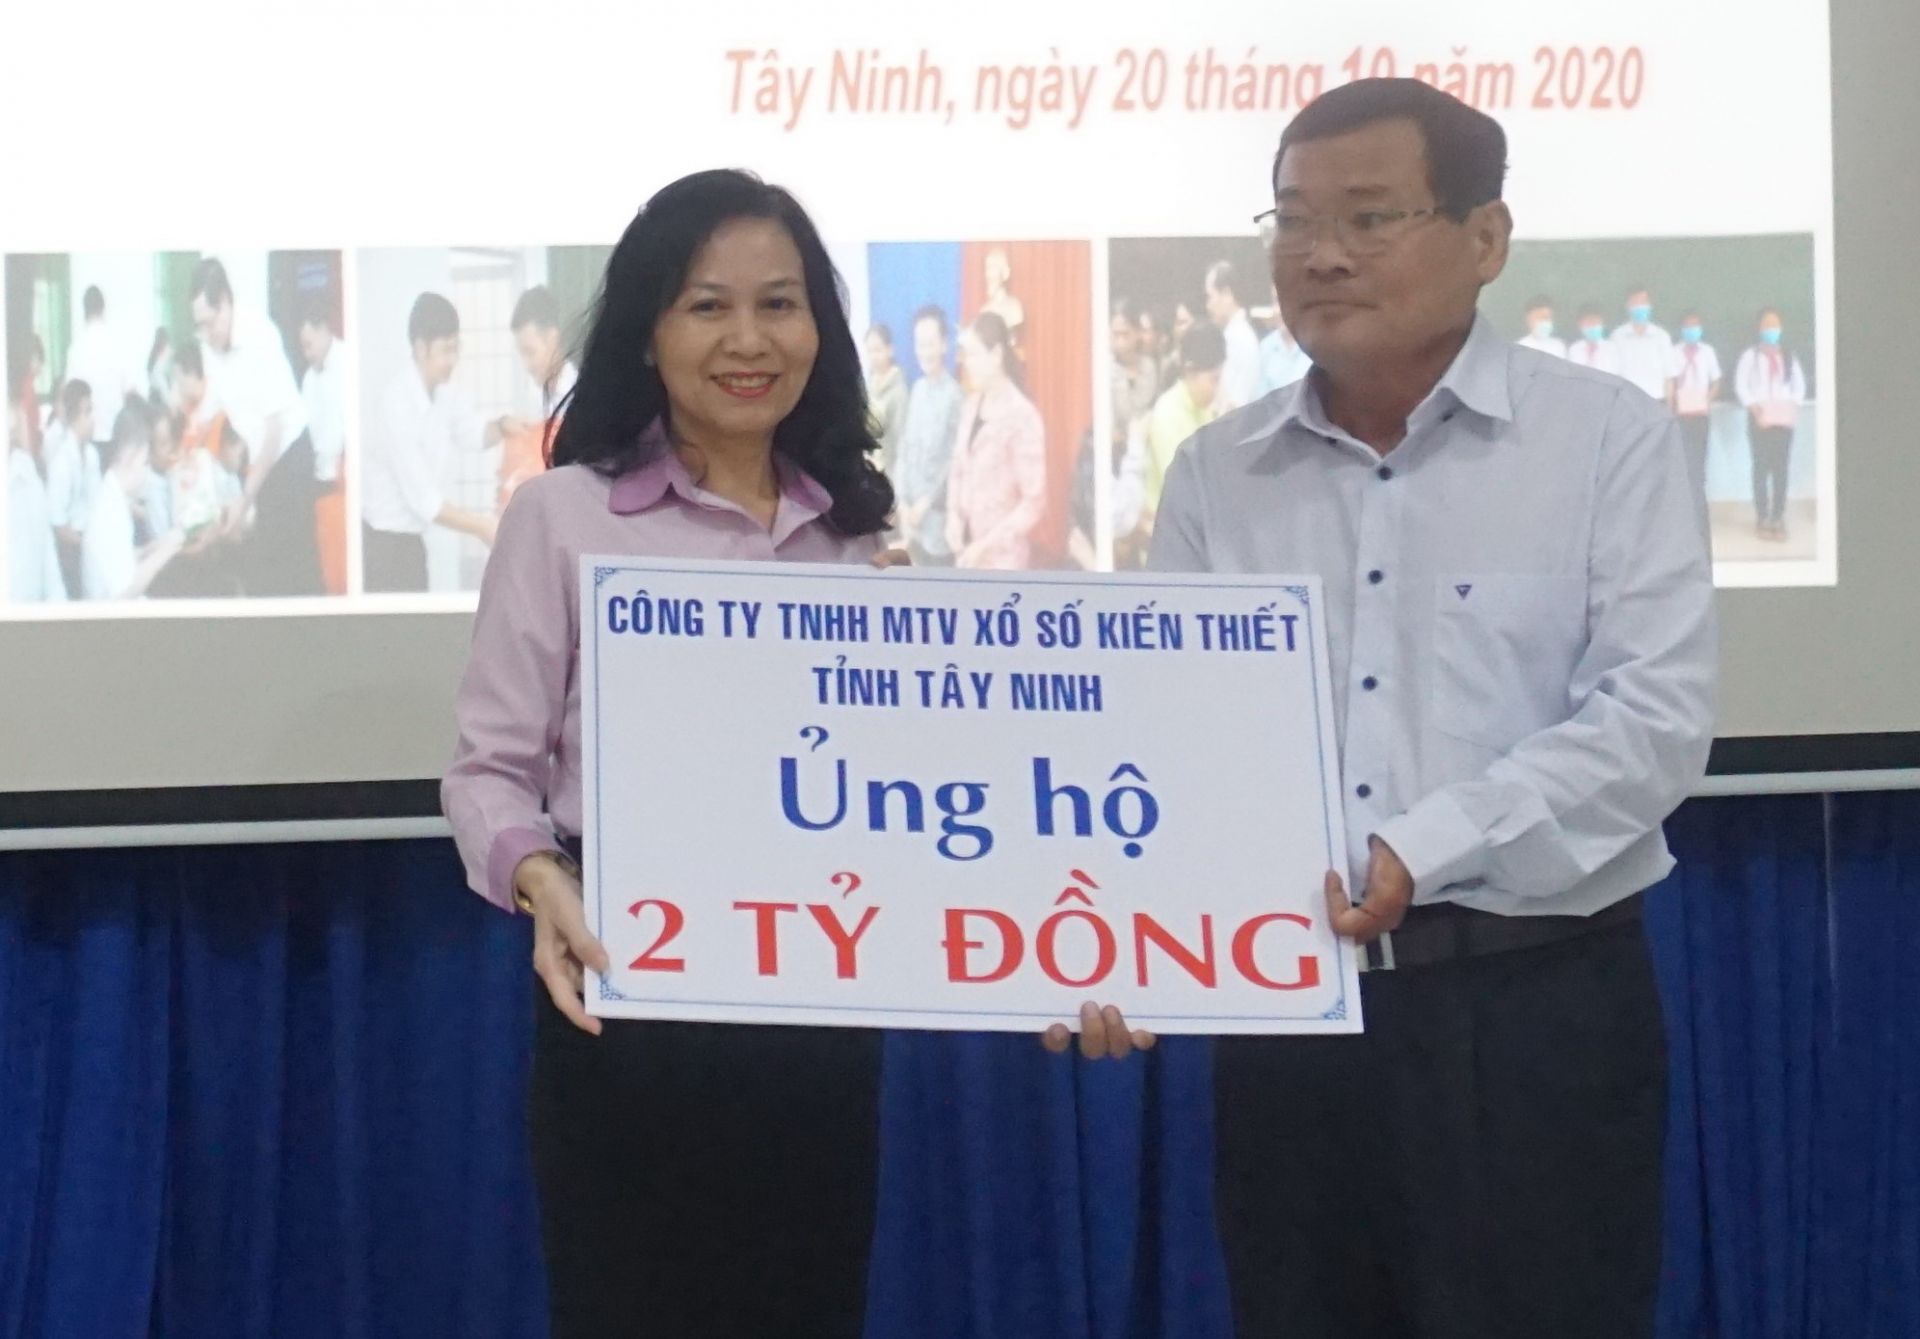 Tây Ninh, ngày 20 tháng 10 năm 2020
CÔNG TY TNHH MTV XỔ SỐ KIẾN THIẾT
TỈNH TÂY NINH
Ủng hộ
2 TỶ ĐỒNG